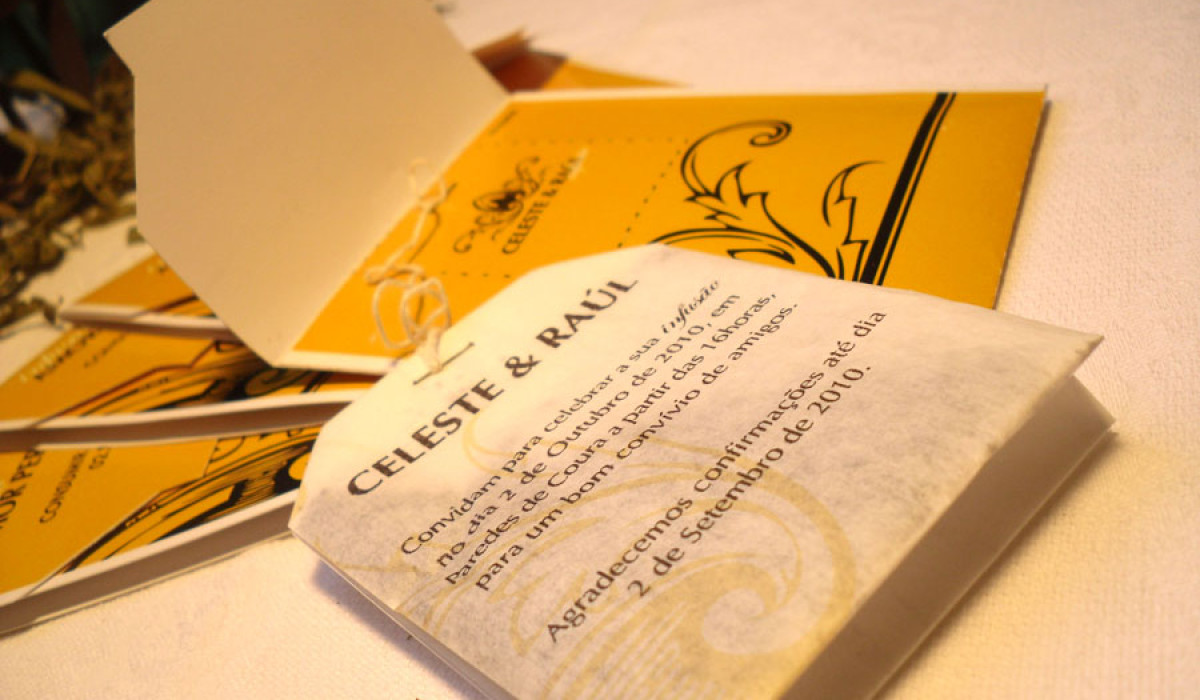 CELESTE & RAÚL
CELESTE & RAÚL
Convidam para celebrar a sua infusão
no dia 2 de Outubro de 2010, em
Paredes de Coura a partir das 16horas,
para um bom convívio de amigos.
Agradecemos confirmações até dia
2 de Setembro de 2010.
CONSUMIR